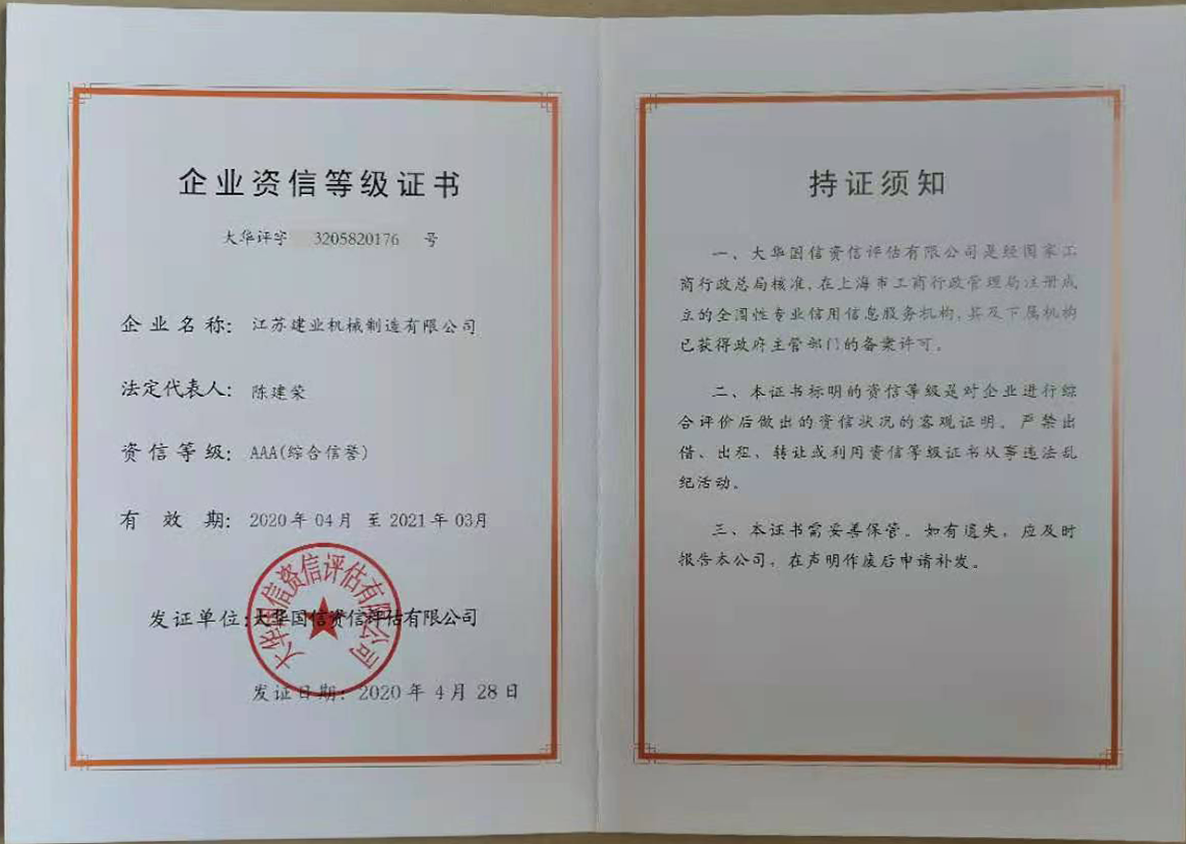 企业资信等级证书
大华评字 3205820176 号
企业名称: 江苏建业机械制造有限公司
法定代表人: 陈建荣
资信等级: AAA(综合信誉)
有效期: 2020年04月 至 2021年03月
发证单位:大华国信资信评估有限公司
大华国信资信评估有限公司
发证日期: 2020年4月28日
持证须知
一、大华国信资信评估有限公司是经国家工
商行政总局核准,在上海市工商行政管理局注册成
立的全国性专业信用信息服务机构,其及下属机构
已获得政府主管部门的备案许可。
二、本证书标明的资信等级是对企业进行综
合评价后做出的资信状况的客观证明。严禁出
借、出租、转让或利用资信等级证书从事违法乱
纪活动。
三、本证书需妥善保管。如有遗失,应及时
报告本公司,在声明作废后申请补发。